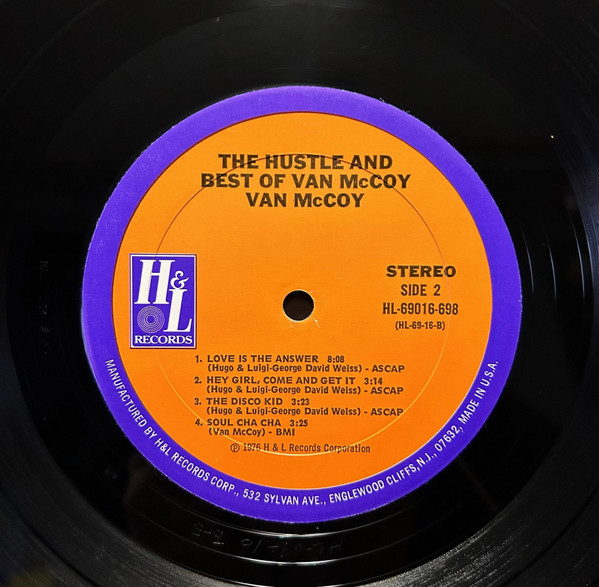 THE HUSTLE AND
BEST OF VAN McCOY
VAN McCOY
H&L
RECORDS
STEREO
SIDE 2
HL-69016-698
(HL-69-16-B)
1. LOVE IS THE ANSWER 8:08
(Hugo & Luigi-George David Weiss) - ASCAP
2. HEY GIRL, COME AND GET IT 3:14
(Hugo & Luigi-George David Weiss) - ASCAP
3. THE DISCO KID 3:23
(Hugo & Luigi-George David Weiss) - ASCAP
4. SOUL CHA CHA 3:25
(Van McCoy) - BMI
℗ 1976 H & L Records Corporation
MANUFACTURED BY H&L RECORDS CORP., 532 SYLVAN AVE., ENGLEWOOD CLIFFS, N.J., 07632, MADE IN U.S.A.